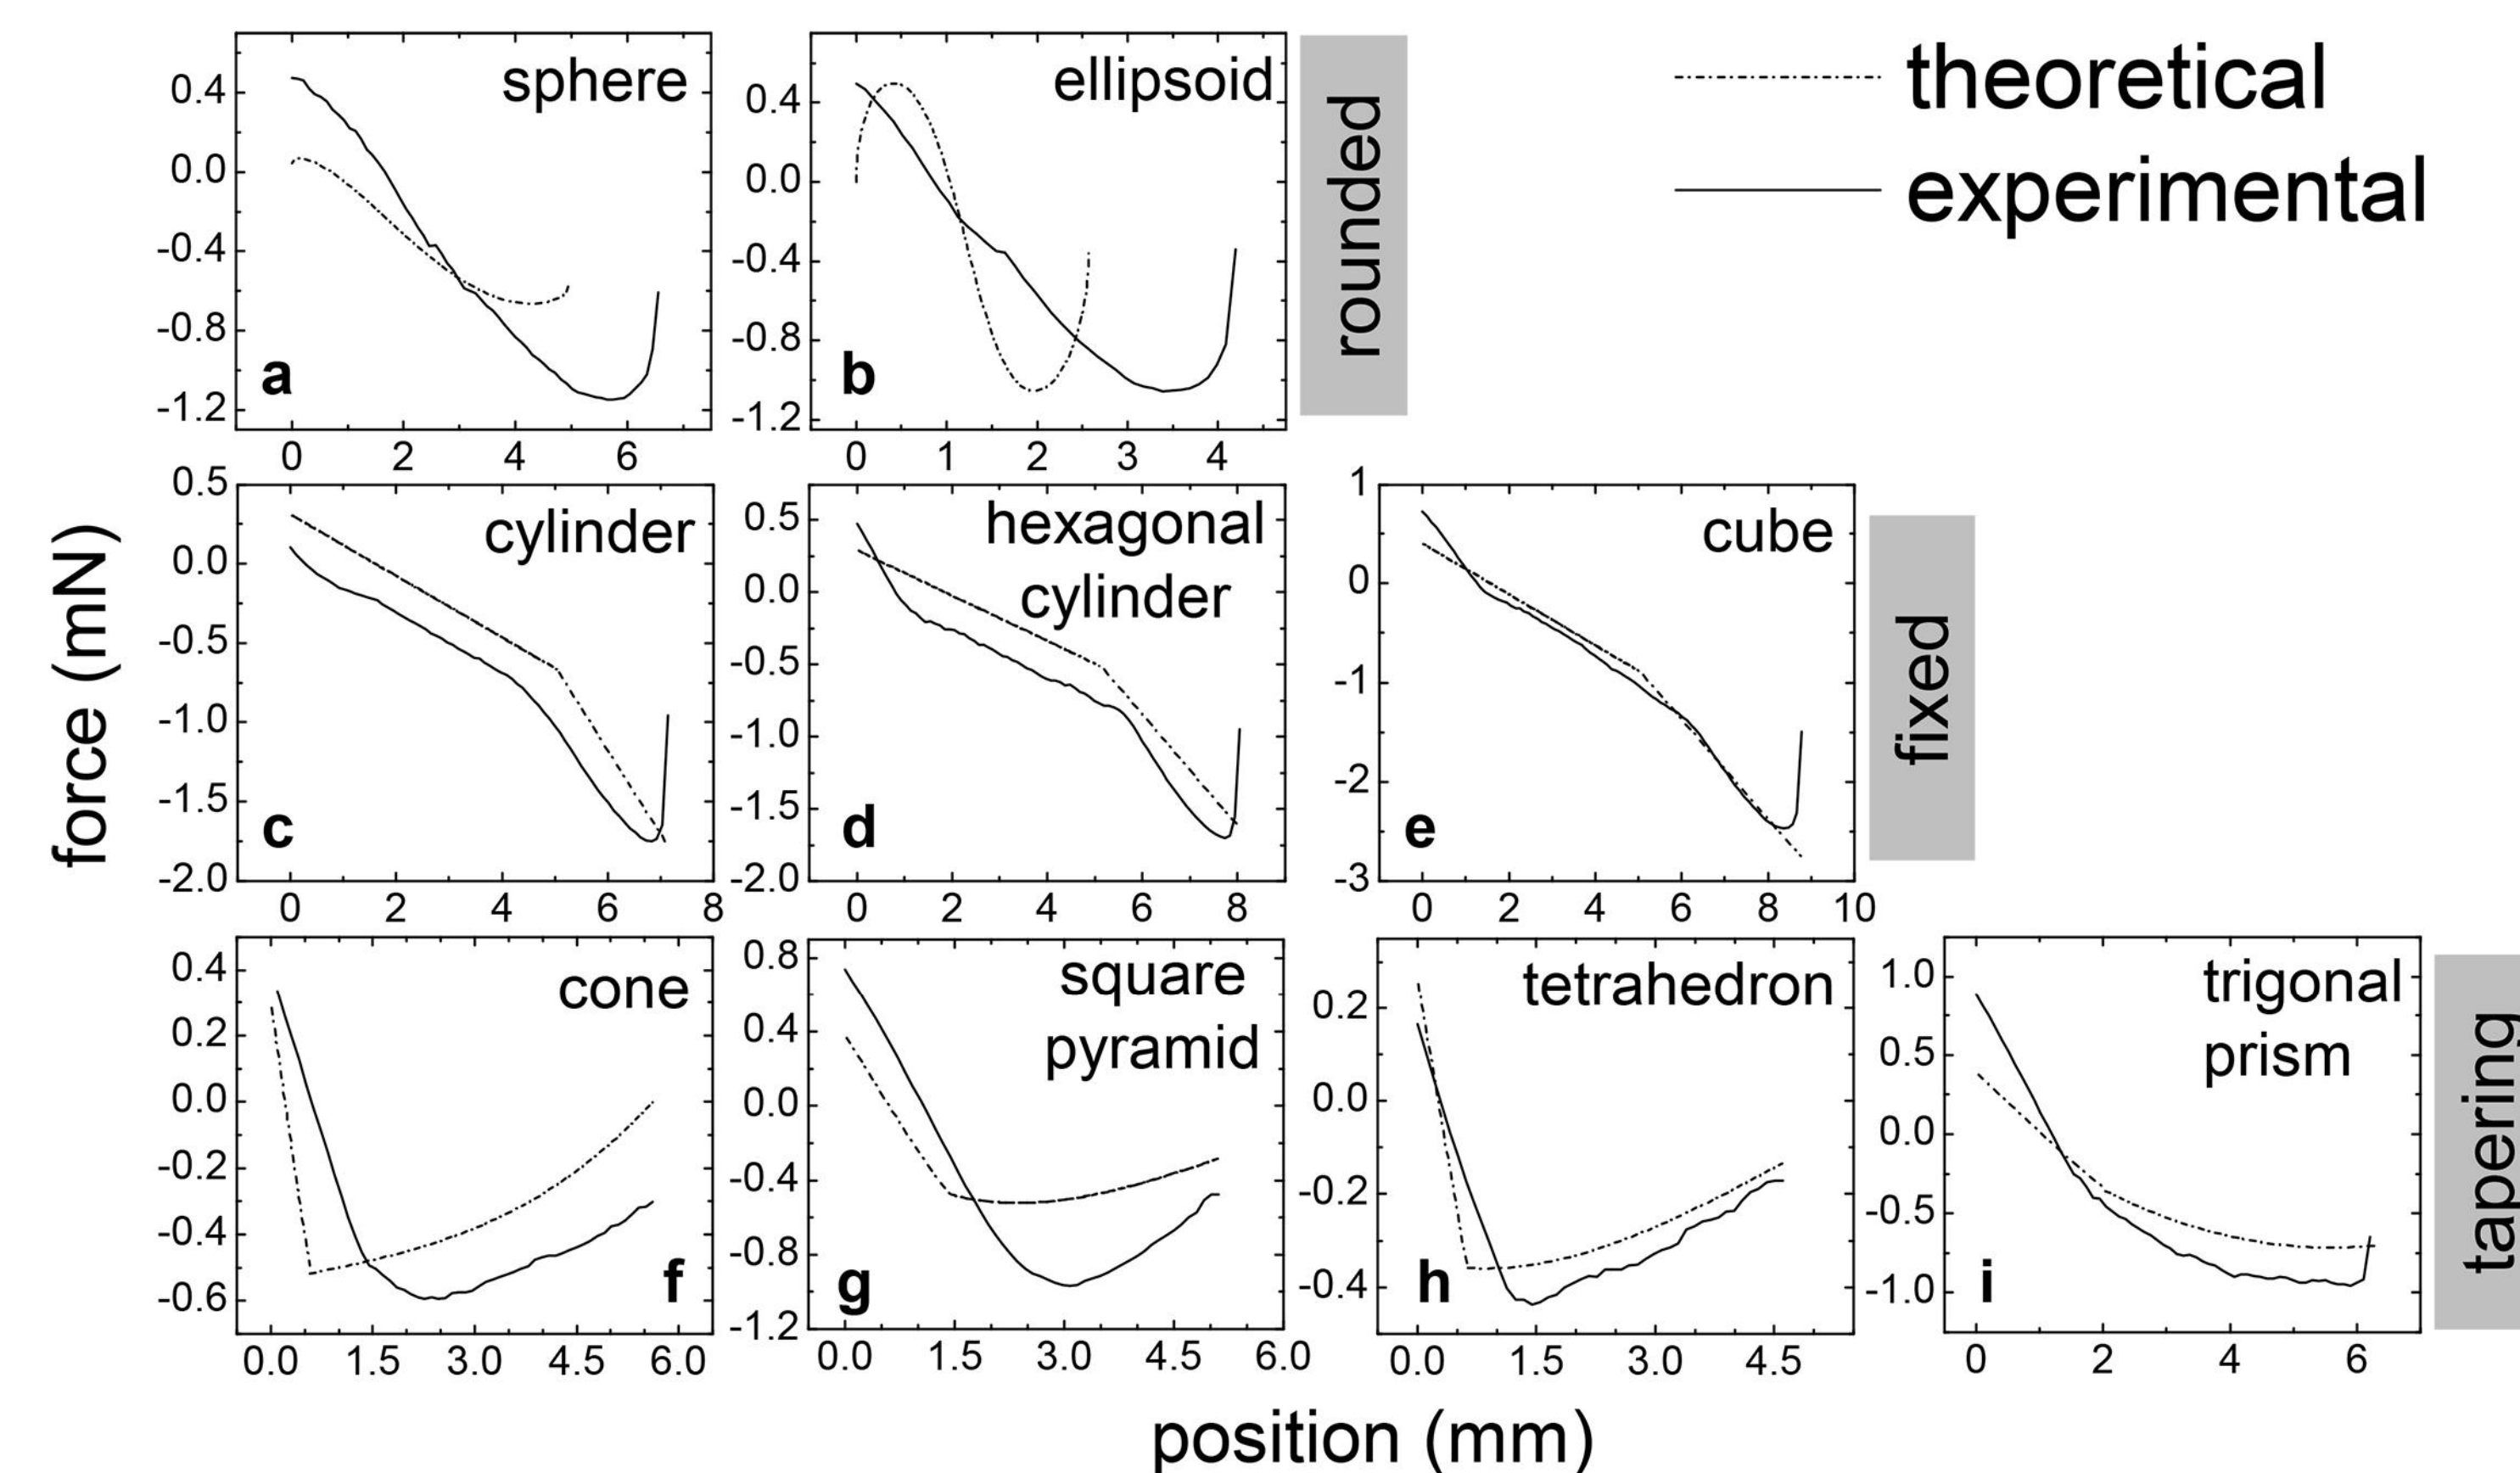 sphere
0.4
0.0
-0.4
-0.8
-1.2
a
0 2 4 6
ellipsoid
0.4
0.0
-0.4
-0.8
-1.2
b
0 1 2 3 4
rounded
theoretical
experimental
force (mN)
cylinder
0.5
0.0
-0.5
-1.0
-1.5
-2.0
c
0 2 4 6 8
hexagonal
cylinder
0.5
0.0
-0.5
-1.0
-1.5
-2.0
d
0 2 4 6 8
cube
1
0
-1
-2
-3
e
0 2 4 6 8 10
fixed
cone
0.4
0.2
0.0
-0.2
-0.4
-0.6
f
0.0 1.5 3.0 4.5 6.0
square
pyramid
0.8
0.4
0.0
-0.4
-0.8
-1.2
g
0.0 1.5 3.0 4.5 6.0
tetrahedron
0.2
0.0
-0.2
-0.4
h
0.0 1.5 3.0 4.5
trigonal
prism
1.0
0.5
0.0
-0.5
-1.0
i
0 2 4 6
tapering
position (mm)